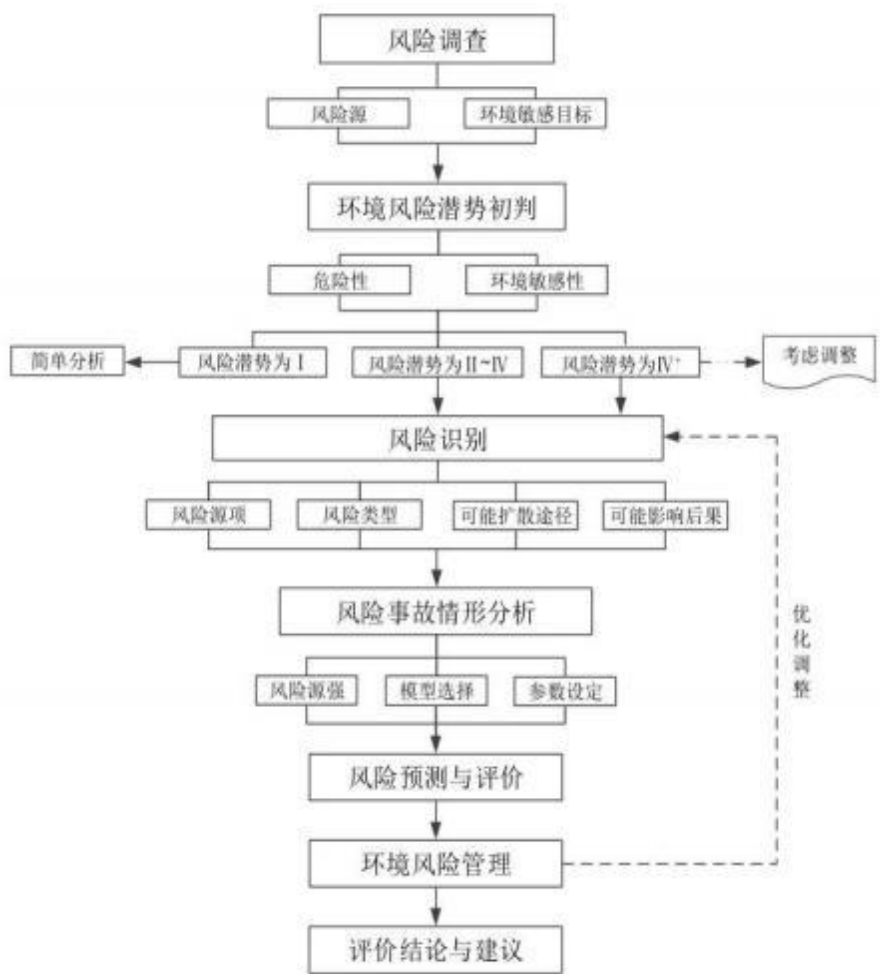 风险调查
风险源
环境敏感目标
环境风险潜势初判
危险性
环境敏感性
简单分析
风险潜势为Ⅰ
风险潜势为Ⅱ~Ⅳ
风险潜势为Ⅳ⁺
考虑调整
风险识别
风险源项
风险类型
可能扩散途径
可能影响后果
风险事故情形分析
风险源强
模型选择
参数设定
优化调整
风险预测与评价
环境风险管理
评价结论与建议